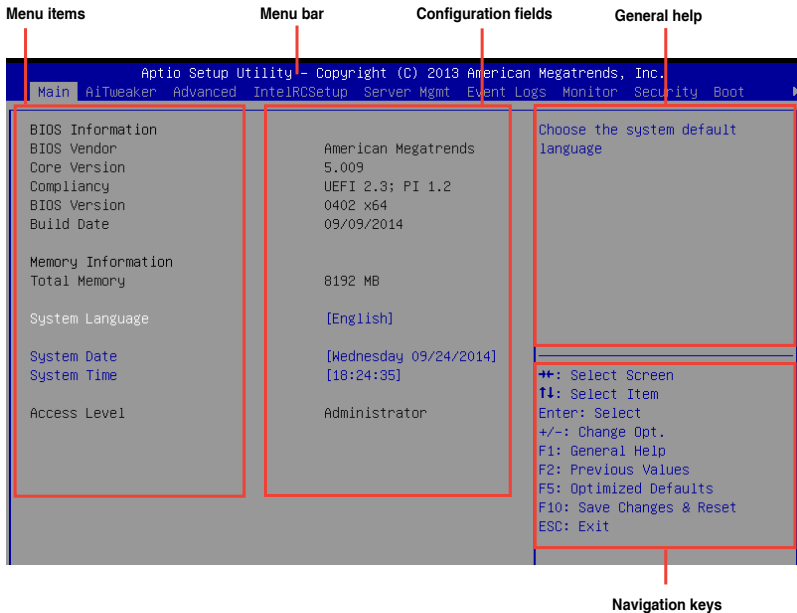 Menu items
Menu bar
Configuration fields
General help
Aptio Setup Utility - Copyright (C) 2013 American Megatrends, Inc.
Main AiTweaker Advanced IntelRCSetup Server Mgmt Event Logs Monitor Security Boot
BIOS Information
BIOS Vendor American Megatrends
Core Version 5.009
Compliancy UEFI 2.3; PI 1.2
BIOS Version 0402 x64
Build Date 09/09/2014
Memory Information
Total Memory 8192 MB
System Language [English]
System Date [Wednesday 09/24/2014]
System Time [18:24:35]
Access Level Administrator
Choose the system default
language
→←: Select Screen
↑↓: Select Item
Enter: Select
+/-: Change Opt.
F1: General Help
F2: Previous Values
F5: Optimized Defaults
F10: Save Changes & Reset
ESC: Exit
Navigation keys